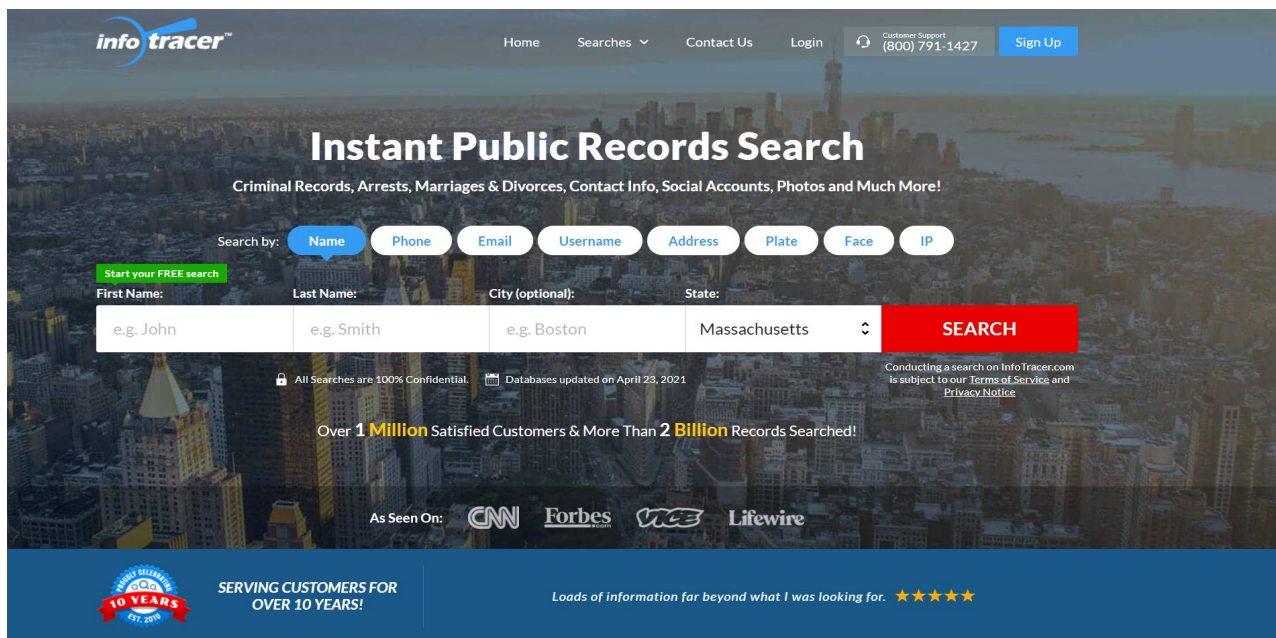 info tracer™
Home Searches Contact Us Login Customer Support (800) 791-1427 Sign Up
Instant Public Records Search
Criminal Records, Arrests, Marriages & Divorces, Contact Info, Social Accounts, Photos and Much More!
Search by: Name Phone Email Username Address Plate Face IP
Start your FREE search
First Name: Last Name: City (optional): State:
e.g. John e.g. Smith e.g. Boston Massachusetts SEARCH
All Searches are 100% Confidential. Databases updated on April 23, 2021
Conducting a search on InfoTracer.com
is subject to our Terms of Service and
Privacy Notice
Over 1 Million Satisfied Customers & More Than 2 Billion Records Searched!
As Seen On: CNN Forbes .com VICE Lifewire
PROUDLY CELEBRATING
10 YEARS
EST. 2010
SERVING CUSTOMERS FOR
OVER 10 YEARS!
Loads of information far beyond what I was looking for.